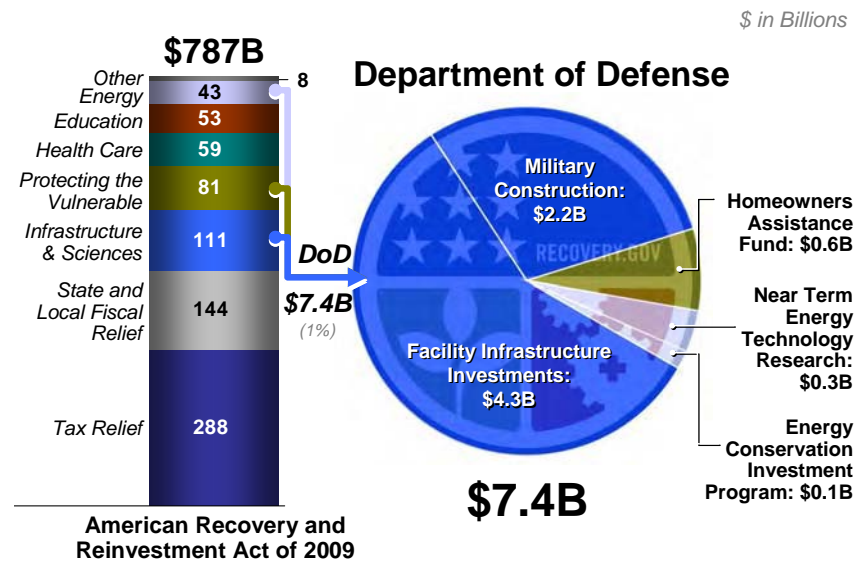 $ in Billions
$787B
Department of Defense
Other
8
Energy
43
Education
53
Health Care
59
Protecting the
Vulnerable
81
Infrastructure
& Sciences
111
State and
Local Fiscal
Relief
144
Tax Relief
288
American Recovery and
Reinvestment Act of 2009
DoD
$7.4B
(1%)
Military
Construction:
$2.2B
RECOVERY.GOV
Facility Infrastructure
Investments:
$4.3B
Homeowners
Assistance
Fund: $0.6B
Near Term
Energy
Technology
Research:
$0.3B
Energy
Conservation
Investment
Program: $0.1B
$7.4B